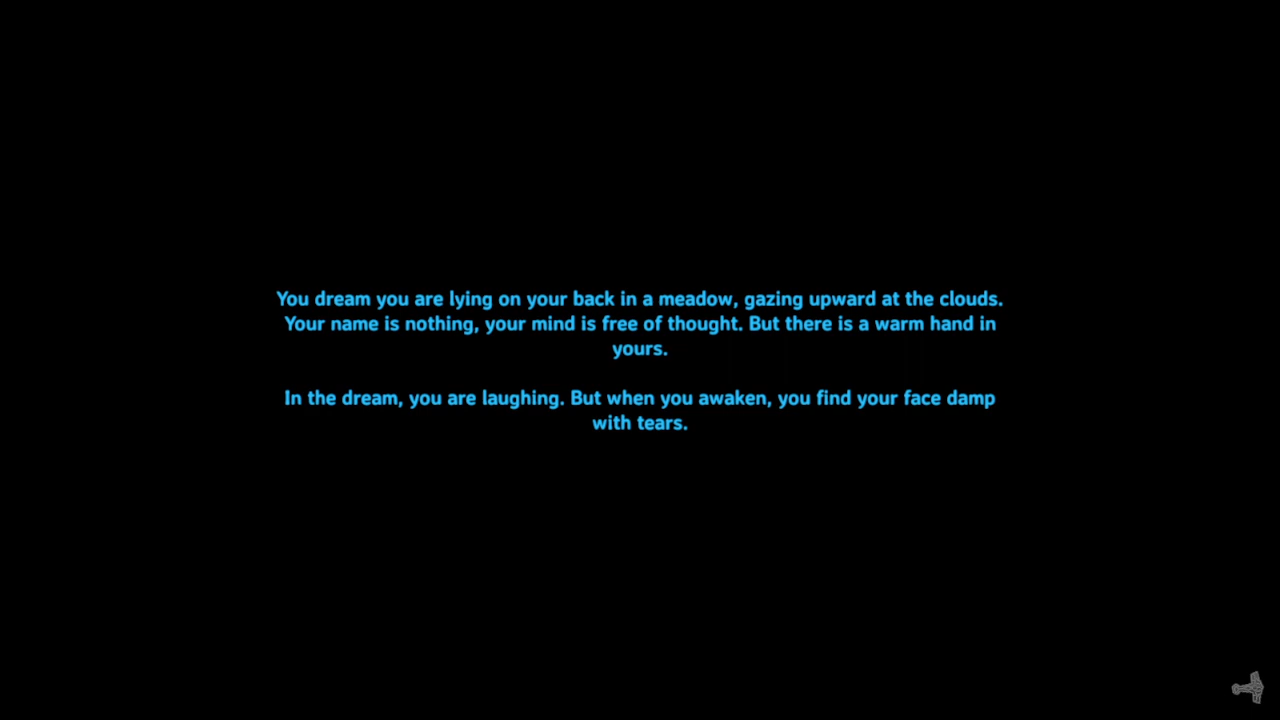 You dream you are lying on your back in a meadow, gazing upward at the clouds.
Your name is nothing, your mind is free of thought. But there is a warm hand in
yours.
In the dream, you are laughing. But when you awaken, you find your face damp
with tears.